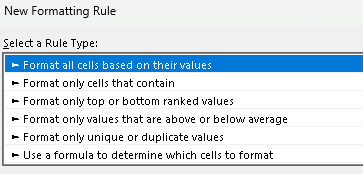 New Formatting Rule
Select a Rule Type:
► Format all cells based on their values
► Format only cells that contain
► Format only top or bottom ranked values
► Format only values that are above or below average
► Format only unique or duplicate values
► Use a formula to determine which cells to format